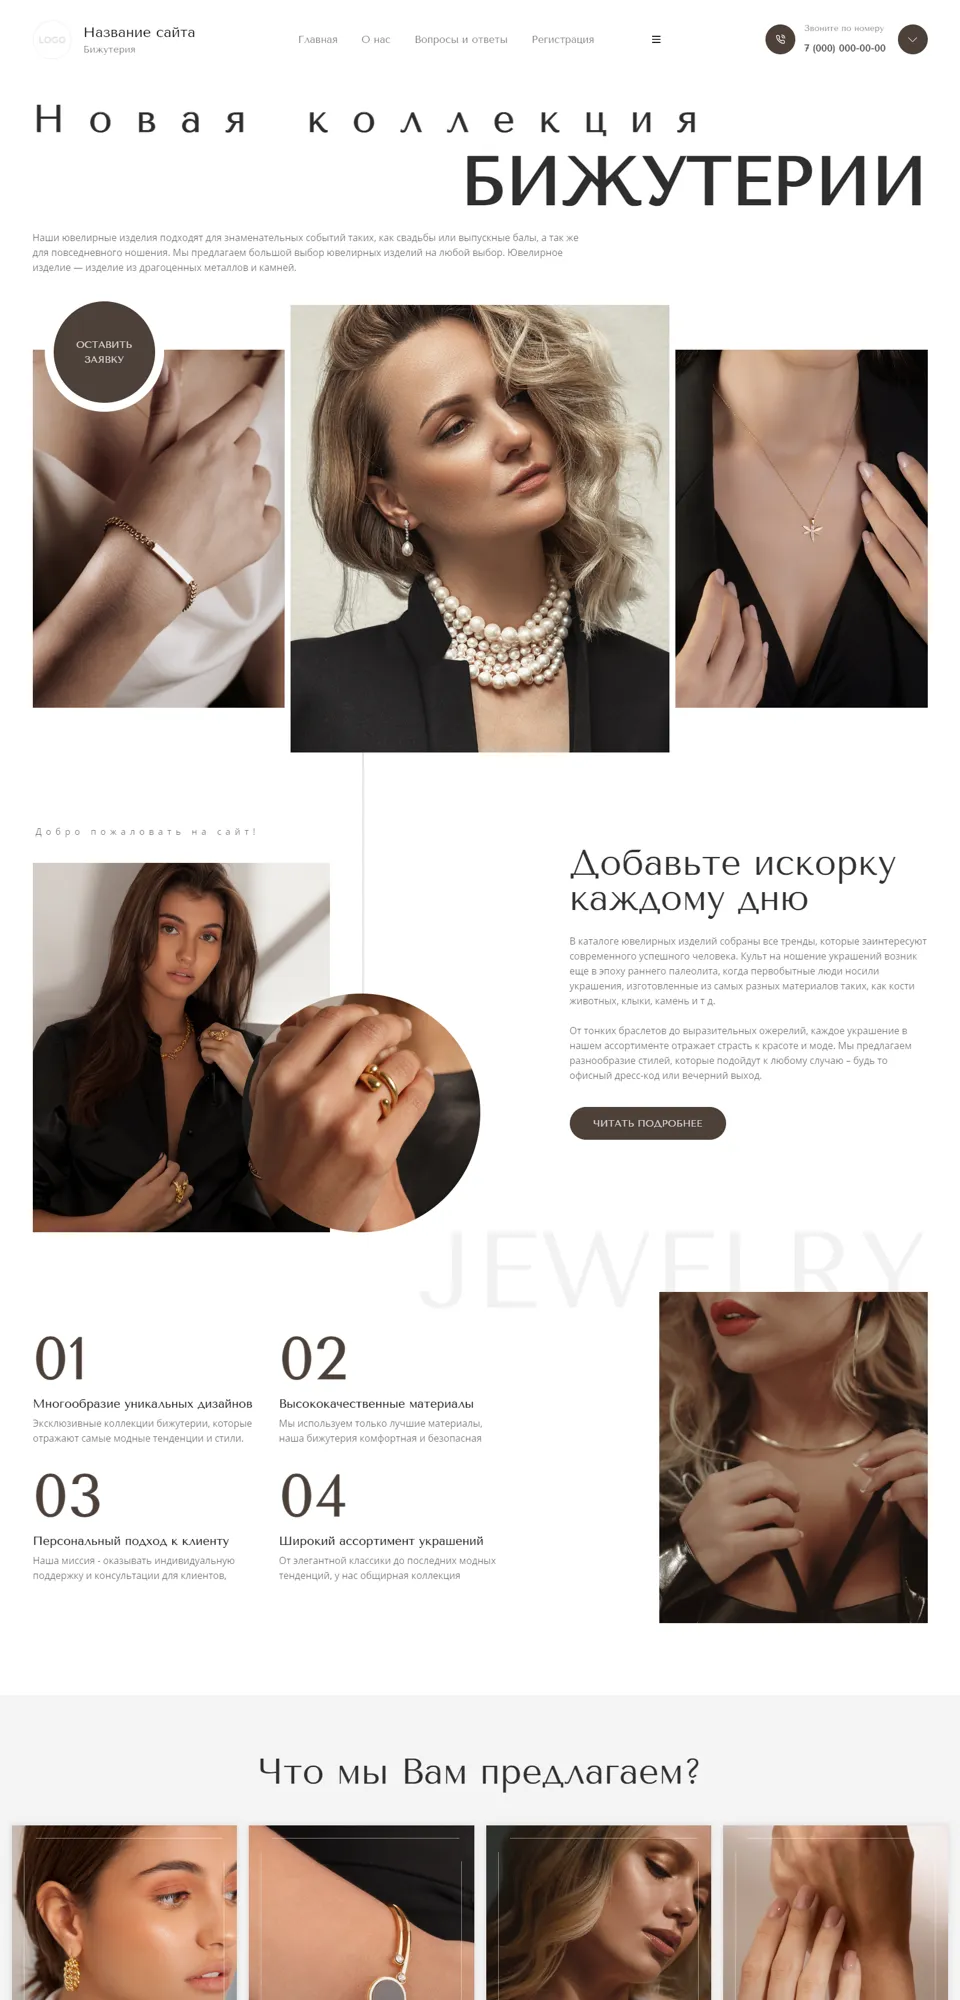 LOGO
Название сайта
Бижутерия
Главная
О нас
Вопросы и ответы
Регистрация
Звоните по номеру
7 (000) 000-00-00
Новая коллекция
БИЖУТЕРИИ
Наши ювелирные изделия подходят для знаменательных событий таких, как свадьбы или выпускные балы, а так же
для повседневного ношения. Мы предлагаем большой выбор ювелирных изделий на любой выбор. Ювелирное
изделие — изделие из драгоценных металлов и камней.
ОСТАВИТЬ
ЗАЯВКУ
Добро пожаловать на сайт!
Добавьте искорку
каждому дню
В каталоге ювелирных изделий собраны все тренды, которые заинтересуют
современного успешного человека. Культ на ношение украшений возник
еще в эпоху раннего палеолита, когда первобытные люди носили
украшения, изготовленные из самых разных материалов таких, как кости
животных, клыки, камень и т д.
От тонких браслетов до выразительных ожерелий, каждое украшение в
нашем ассортименте отражает страсть к красоте и моде. Мы предлагаем
разнообразие стилей, которые подойдут к любому случаю – будь то
офисный дресс-код или вечерний выход.
ЧИТАТЬ ПОДРОБНЕЕ
JEWELRY
01
Многообразие уникальных дизайнов
Эксклюзивные коллекции бижутерии, которые
отражают самые модные тенденции и стили.
02
Высококачественные материалы
Мы используем только лучшие материалы,
наша бижутерия комфортная и безопасная
03
Персональный подход к клиенту
Наша миссия - оказывать индивидуальную
поддержку и консультации для клиентов,
04
Широкий ассортимент украшений
От элегантной классики до последних модных
тенденций, у нас общирная коллекция
Что мы Вам предлагаем?